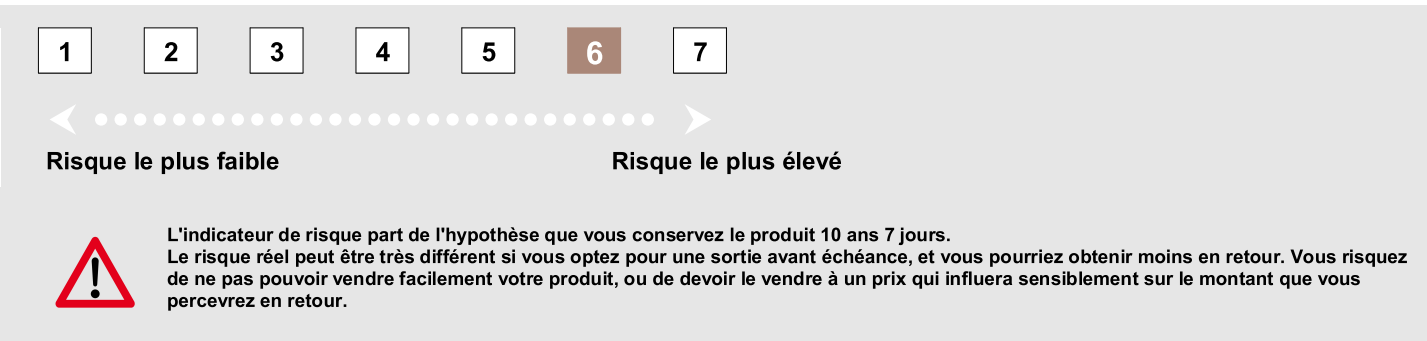 1 2 3 4 5 6 7
Risque le plus faible Risque le plus élevé
L'indicateur de risque part de l'hypothèse que vous conservez le produit 10 ans 7 jours.
Le risque réel peut être très différent si vous optez pour une sortie avant échéance, et vous pourriez obtenir moins en retour. Vous risquez
de ne pas pouvoir vendre facilement votre produit, ou de devoir le vendre à un prix qui influera sensiblement sur le montant que vous
percevrez en retour.